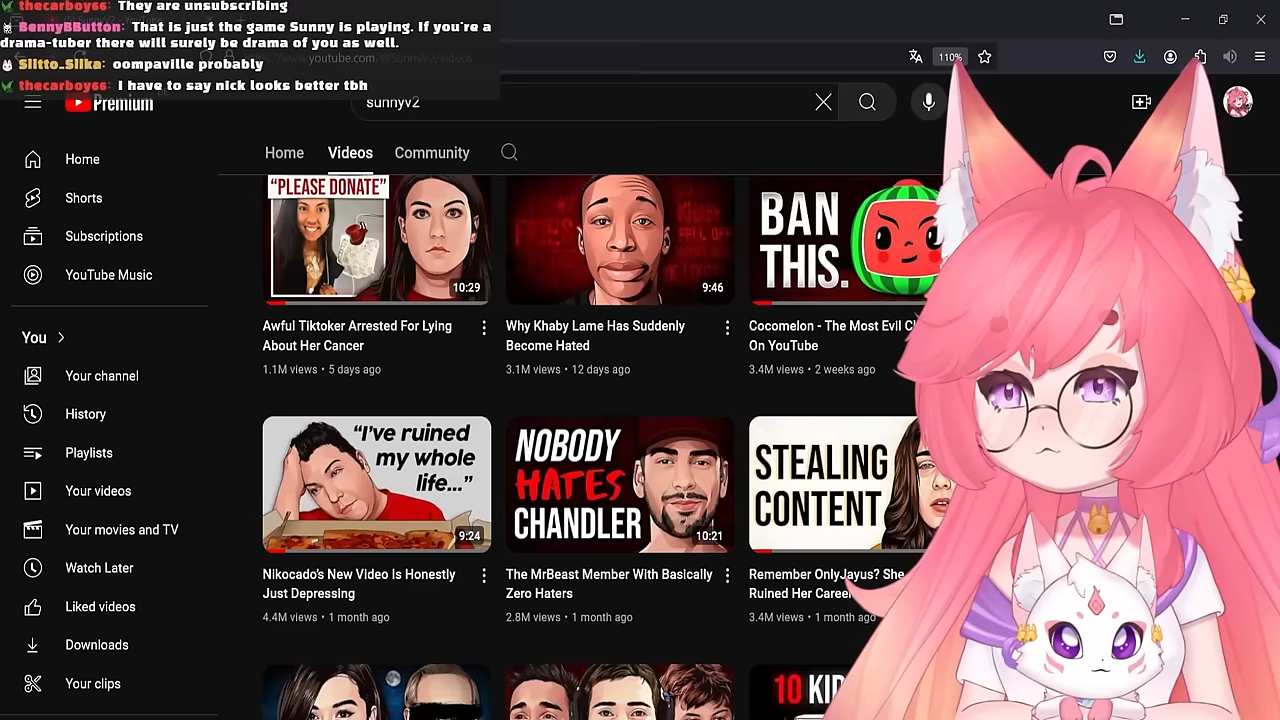 thecarboy66: They are unsubscribing
BennyBButton: That is just the game Sunny is playing. If you're a
drama-tuber there will surely be drama of you as well.
Slitto_Slika: oompaville probably
thecarboy66: I have to say nick looks better tbh
110%
Premium
sunnyv2
Home
Videos
Community
Home
Shorts
Subscriptions
YouTube Music
You
Your channel
History
Playlists
Your videos
Your movies and TV
Watch Later
Liked videos
Downloads
Your clips
"PLEASE DONATE"
10:29
Awful Tiktoker Arrested For Lying
About Her Cancer
1.1M views • 5 days ago
9:46
Why Khaby Lame Has Suddenly
Become Hated
3.1M views • 12 days ago
BAN
THIS.
Cocomelon - The Most Evil
On YouTube
3.4M views • 2 weeks ago
"I've ruined
my whole
life..."
9:24
Nikocado's New Video Is Honestly
Just Depressing
4.4M views • 1 month ago
NOBODY
HATES
CHANDLER
10:21
The MrBeast Member With Basically
Zero Haters
2.8M views • 1 month ago
STEALING
CONTENT
Remember OnlyJayus? She
Ruined Her Career
3.4M views • 1 month ago
10